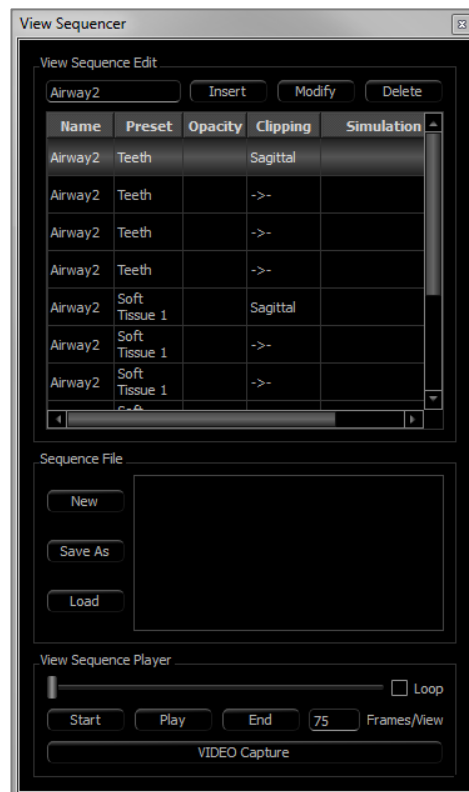 View Sequencer
View Sequence Edit
Airway2 Insert Modify Delete
Name Preset Opacity Clipping Simulation
Airway2 Teeth Sagittal
Airway2 Teeth ->-
Airway2 Teeth ->-
Airway2 Teeth ->-
Airway2 Soft Tissue 1 Sagittal
Airway2 Soft Tissue 1 ->-
Airway2 Soft Tissue 1 ->-
Sequence File
New
Save As
Load
View Sequence Player
Loop
Start Play End 75 Frames/View
VIDEO Capture